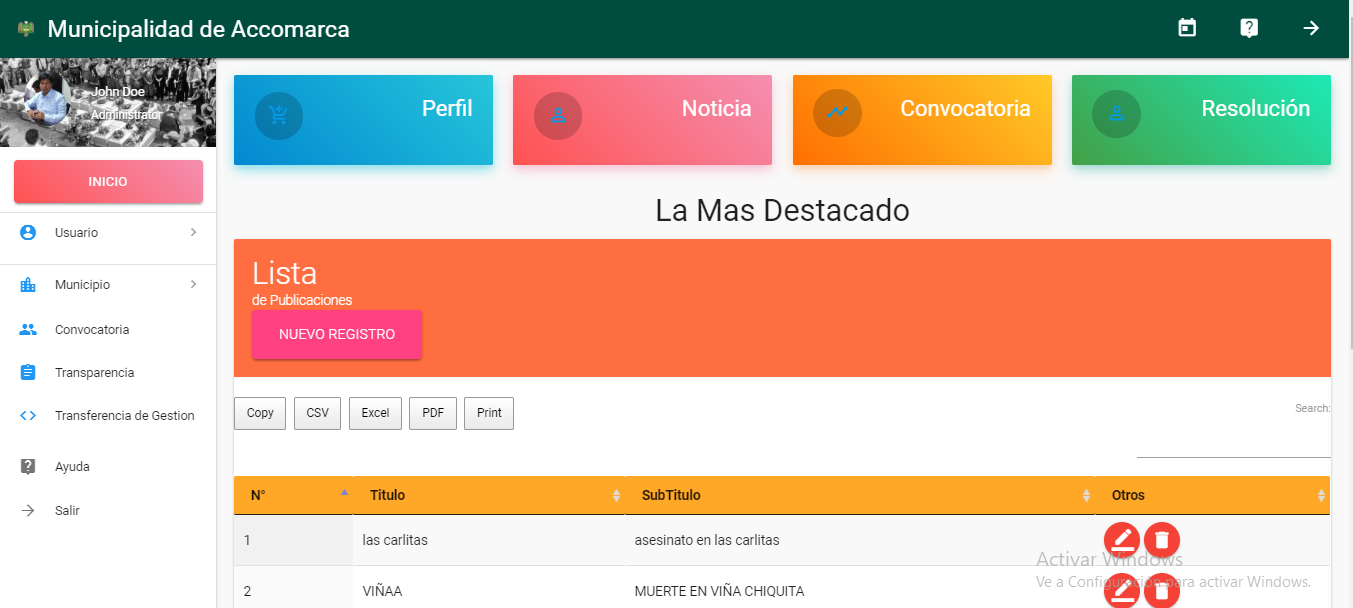 Municipalidad de Accomarca
John Doe
Administrator
INICIO
Usuario
Municipio
Convocatoria
Transparencia
Transferencia de Gestion
Ayuda
Salir
Perfil
Noticia
Convocatoria
Resolución
La Mas Destacado
Lista
de Publicaciones
NUEVO REGISTRO
Copy CSV Excel PDF Print
Search:
N° Titulo SubTitulo Otros
1 las carlitas asesinato en las carlitas
2 VIÑAA MUERTE EN VIÑA CHIQUITA
Activar Windows
Ve a Configuración para activar Windows.